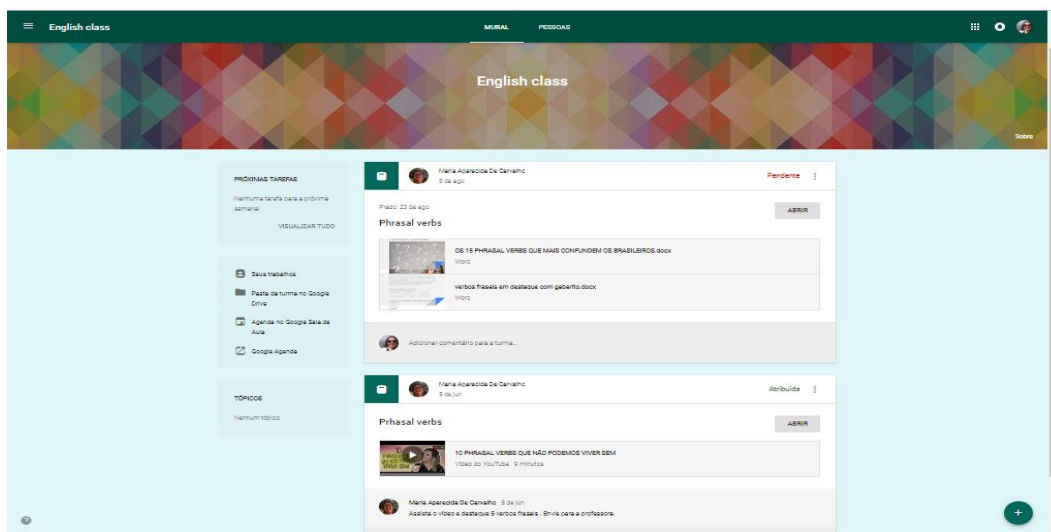 English class
MURAL PESSOAS
English class
Sobre
PRÓXIMAS TAREFAS
Nenhuma tarefa para a próxima
semana!
VISUALIZAR TUDO
Seus trabalhos
Pasta da turma no Google
Drive
Agenda no Google Sala de
Aula
Google Agenda
TÓPICOS
Nenhum tópico
Maria Aparecida De Carvalho
8 de ago
Pendente
Prazo: 23 de ago
Phrasal verbs
ABRIR
OS 15 PHRASAL VERBS QUE MAIS CONFUNDEM OS BRASILEIROS.docx
Word
verbos frasais em destaque com gabarito.docx
Word
Adicionar comentário para a turma...
Maria Aparecida De Carvalho
8 de jun
Atribuída
Prhasal verbs
ABRIR
10 PHRASAL VERBS QUE NÃO PODEMOS VIVER SEM
Vídeo do YouTube 9 minutos
Maria Aparecida De Carvalho 8 de jun
Assista o vídeo e destaque 5 verbos frasais . Envie para a professora.